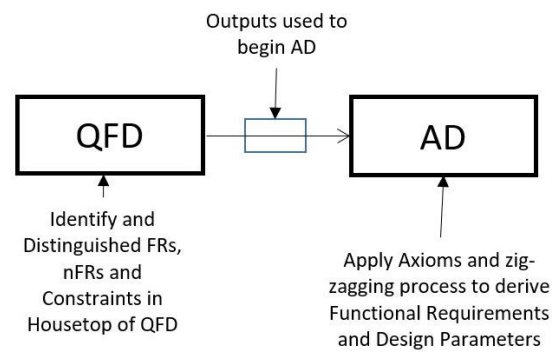 Outputs used to
begin AD
QFD
AD
Identify and
Distinguished FRs,
nFRs and
Constraints in
Housetop of QFD
Apply Axioms and zig-
zagging process to derive
Functional Requirements
and Design Parameters